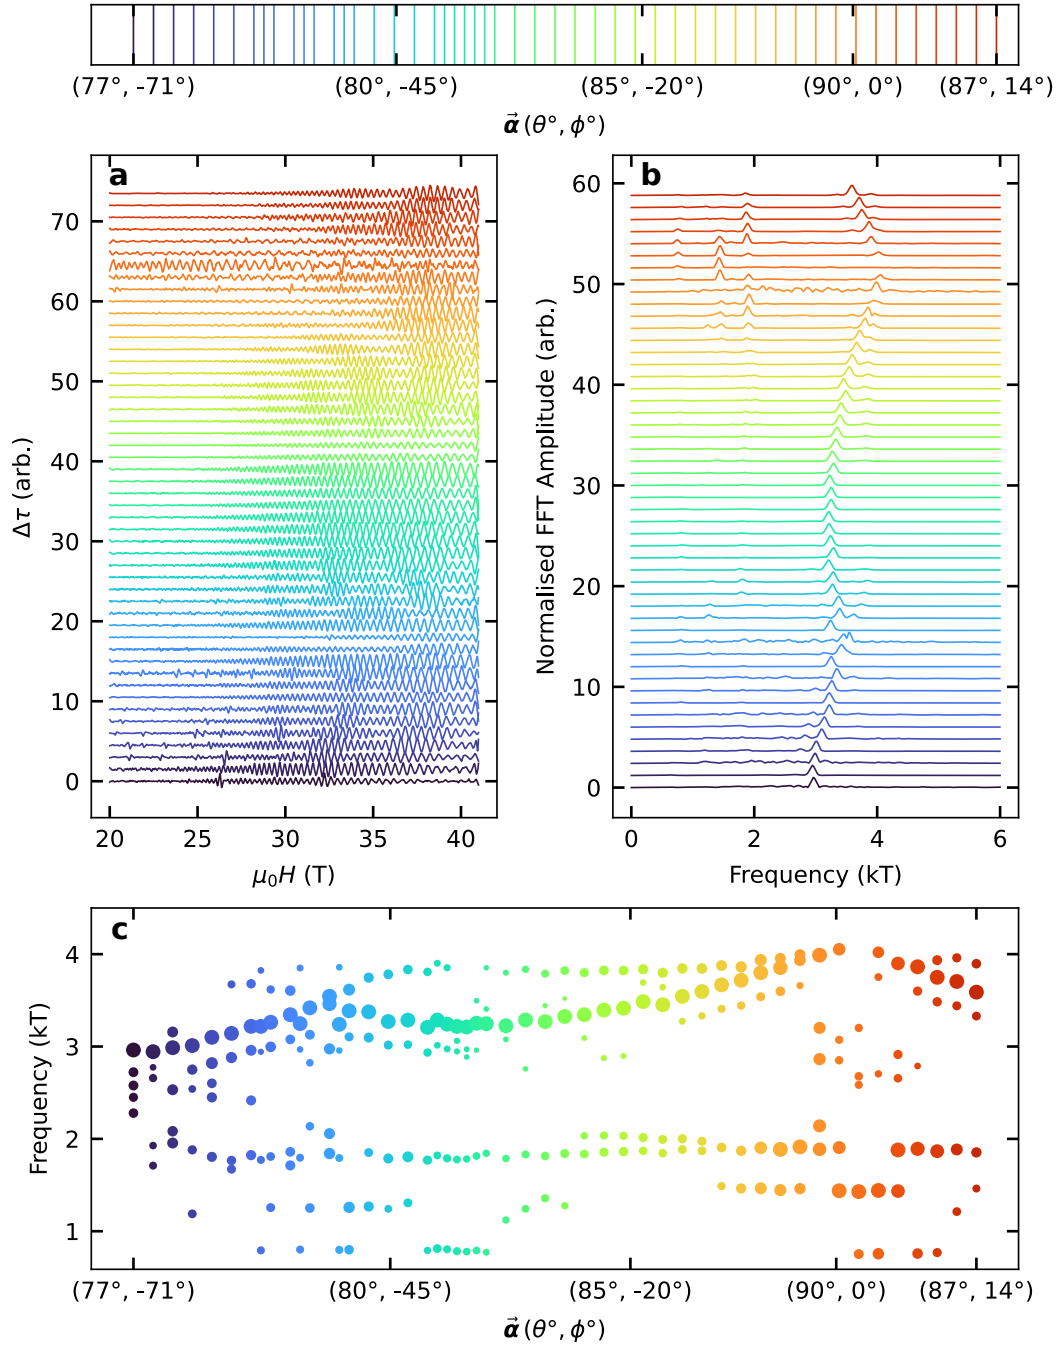 (77°, -71°) (80°, -45°) (85°, -20°) (90°, 0°) (87°, 14°)
α⃗ (θ°, ϕ°)
a
b
70
60
50
40
30
20
10
0
Δτ (arb.)
20 25 30 35 40
μ₀H (T)
60
50
40
30
20
10
0
Normalised FFT Amplitude (arb.)
0 2 4 6
Frequency (kT)
c
4
3
2
1
Frequency (kT)
(77°, -71°) (80°, -45°) (85°, -20°) (90°, 0°) (87°, 14°)
α⃗ (θ°, ϕ°)